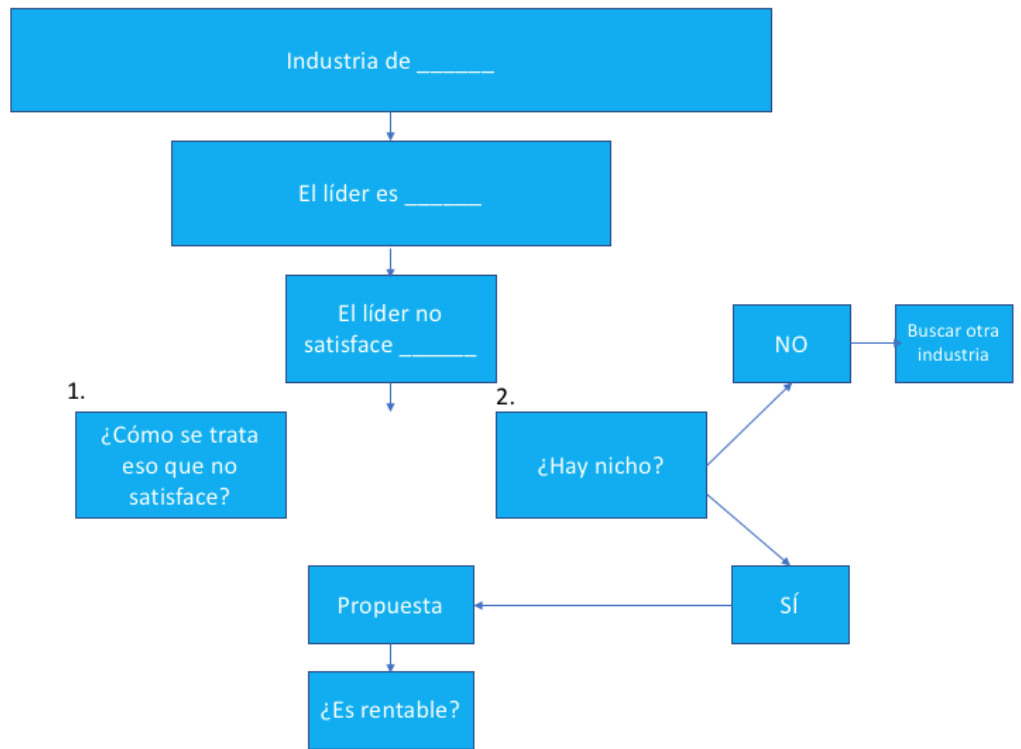 Industria de ______
El líder es ______
El líder no
satisface ______
1.
¿Cómo se trata
eso que no
satisface?
2.
¿Hay nicho?
NO
Buscar otra
industria
SÍ
Propuesta
¿Es rentable?